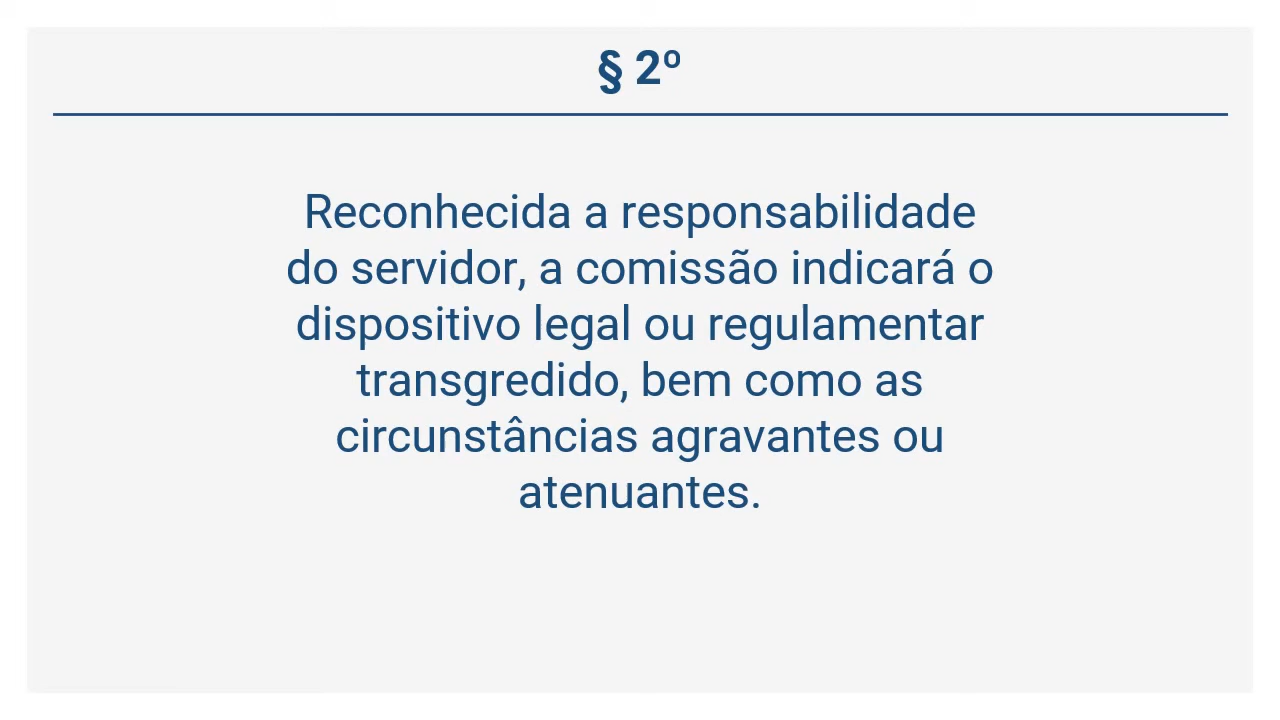 § 2º
Reconhecida a responsabilidade
do servidor, a comissão indicará o
dispositivo legal ou regulamentar
transgredido, bem como as
circunstâncias agravantes ou
atenuantes.